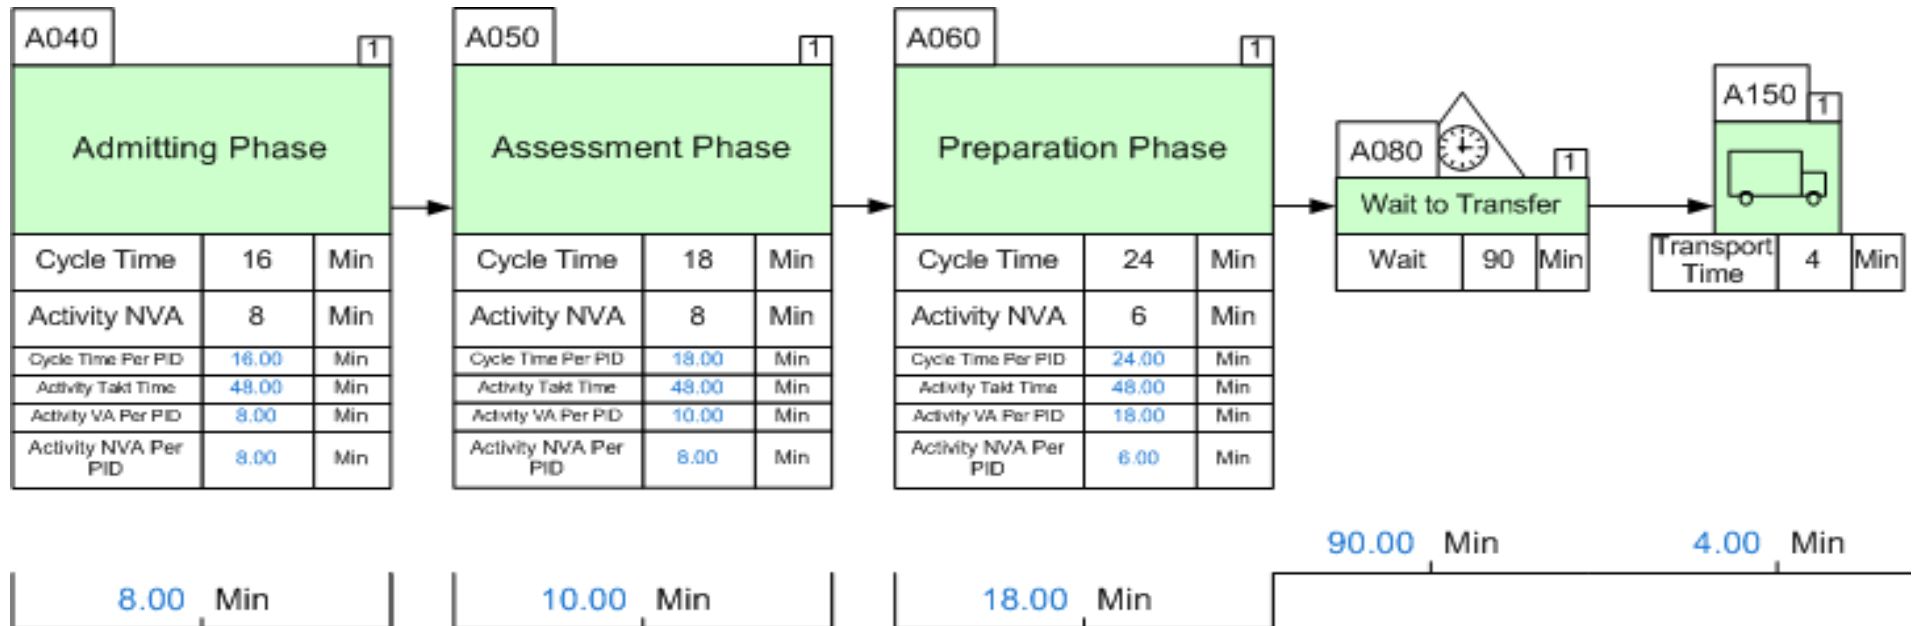 A040
1
Admitting Phase
Cycle Time 16 Min
Activity NVA 8 Min
Cycle Time Per PID 16.00 Min
Activity Takt Time 48.00 Min
Activity VA Per PID 8.00 Min
Activity NVA Per
PID 8.00 Min
A050
1
Assessment Phase
Cycle Time 18 Min
Activity NVA 8 Min
Cycle Time Per PID 18.00 Min
Activity Takt Time 48.00 Min
Activity VA Per PID 10.00 Min
Activity NVA Per
PID 8.00 Min
A060
1
Preparation Phase
Cycle Time 24 Min
Activity NVA 6 Min
Cycle Time Per PID 24.00 Min
Activity Takt Time 48.00 Min
Activity VA Per PID 18.00 Min
Activity NVA Per
PID 6.00 Min
A080
1
Wait to Transfer
Wait 90 Min
A150
1
Transport
Time 4 Min
90.00 Min 4.00 Min
8.00 Min 10.00 Min 18.00 Min